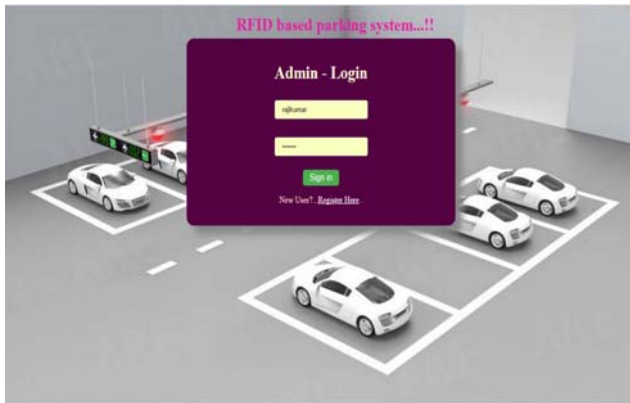 RFID based parking system...!!
Admin - Login
rajkumar
••••••
Sign in
New User?.. Register Here